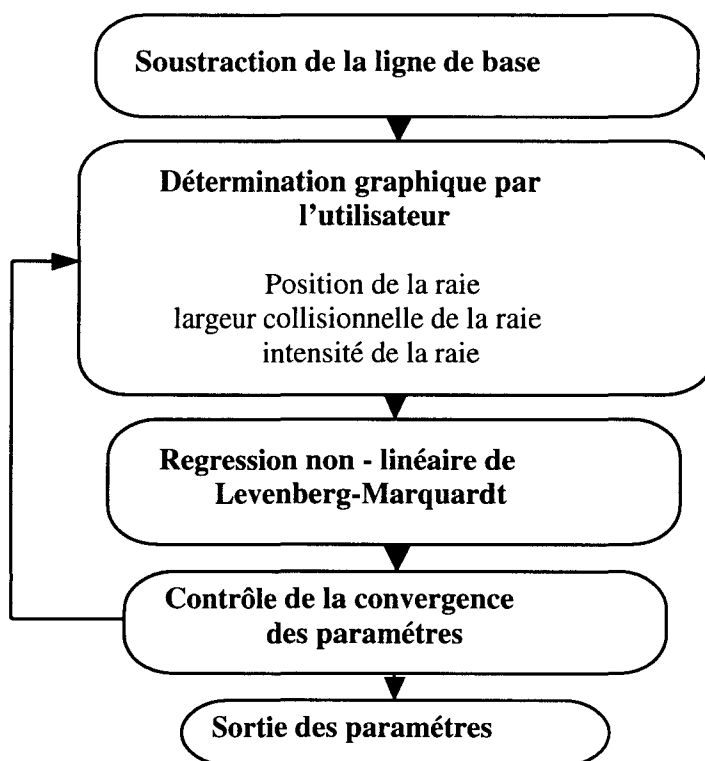 Soustraction de la ligne de base
Détermination graphique par
l'utilisateur
Position de la raie
largeur collisionnelle de la raie
intensité de la raie
Regression non - linéaire de
Levenberg-Marquardt
Contrôle de la convergence
des paramétres
Sortie des paramétres